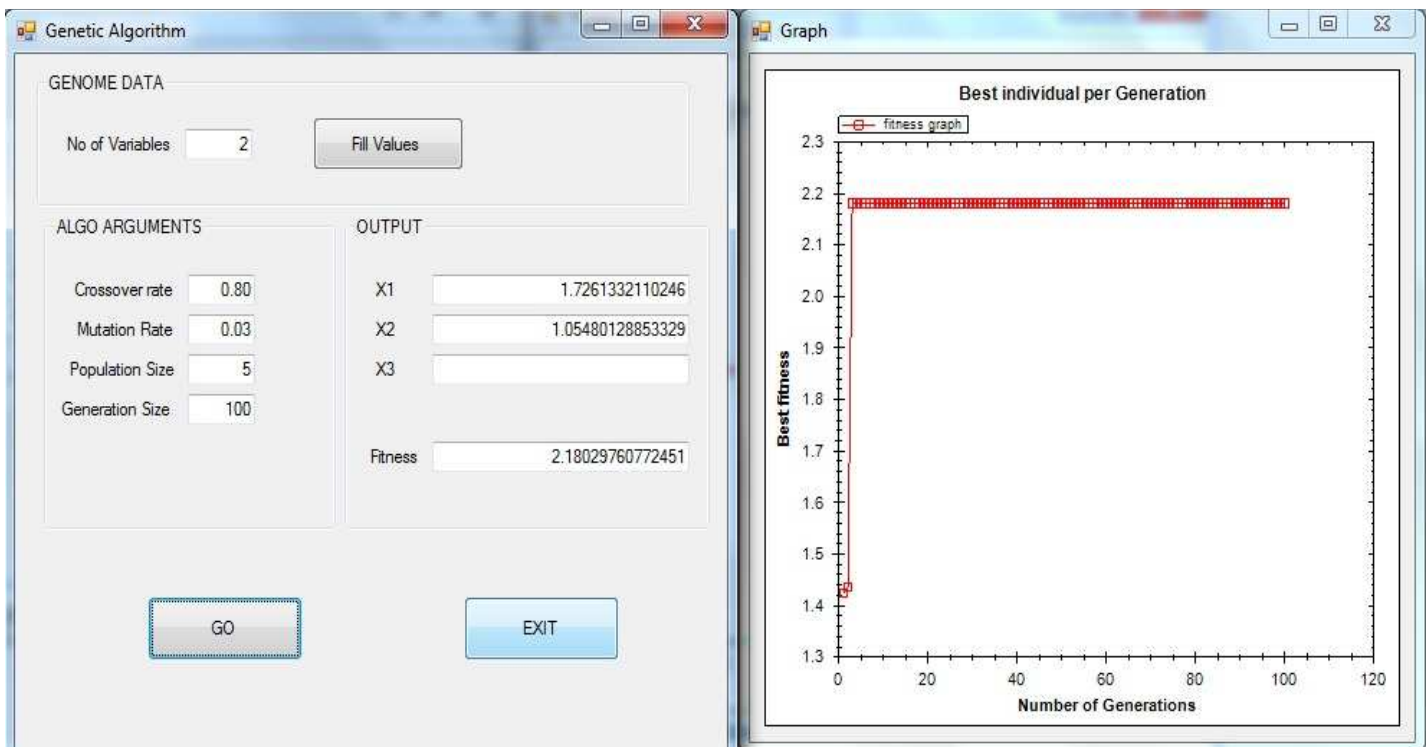 Genetic Algorithm
GENOME DATA
No of Variables 2
Fill Values
ALGO ARGUMENTS
Crossover rate 0.80
Mutation Rate 0.03
Population Size 5
Generation Size 100
OUTPUT
X1 1.7261332110246
X2 1.05480128853329
X3
Fitness 2.18029760772451
GO
EXIT
Graph
Best individual per Generation
fitness graph
Best fitness
2.3
2.2
2.1
2.0
1.9
1.8
1.7
1.6
1.5
1.4
1.3
0 20 40 60 80 100 120
Number of Generations